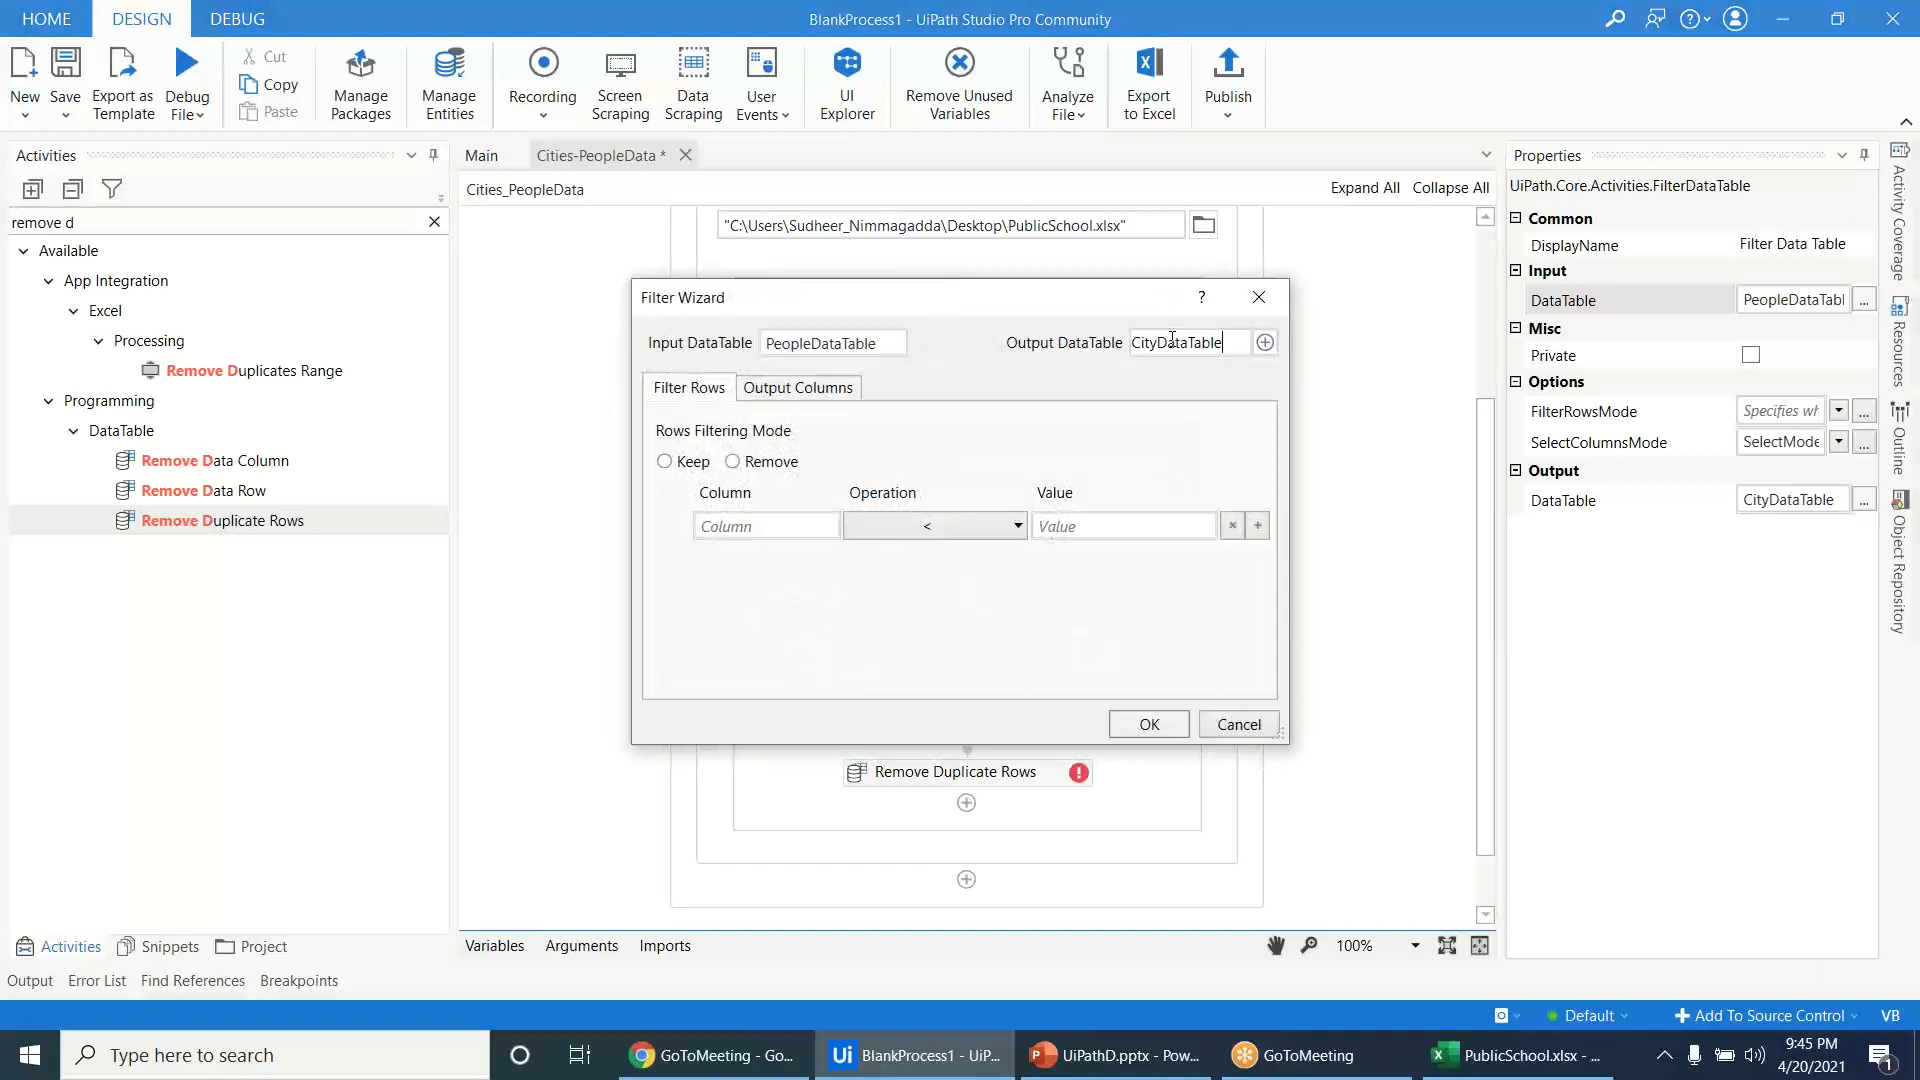 HOME DESIGN DEBUG
BlankProcess1 - UiPath Studio Pro Community
New
Save
Export as Template
Debug File
Cut
Copy
Paste
Manage Packages
Manage Entities
Recording
Screen Scraping
Data Scraping
User Events
UI Explorer
Remove Unused Variables
Analyze File
Export to Excel
Publish
Activities
remove d
Available
App Integration
Excel
Processing
Remove Duplicates Range
Programming
DataTable
Remove Data Column
Remove Data Row
Remove Duplicate Rows
Activities Snippets Project
Main Cities-PeopleData *
Cities_PeopleData Expand All Collapse All
"C:\Users\Sudheer_Nimmagadda\Desktop\PublicSchool.xlsx"
Filter Wizard ?
Input DataTable PeopleDataTable Output DataTable CityDataTable
Filter Rows Output Columns
Rows Filtering Mode
Keep Remove
Column Operation Value
Column < Value
OK Cancel
Remove Duplicate Rows
Variables Arguments Imports 100%
Properties
UiPath.Core.Activities.FilterDataTable
Common
DisplayName Filter Data Table
Input
DataTable PeopleDataTabl ...
Misc
Private
Options
FilterRowsMode Specifies wh ...
SelectColumnsMode SelectMode ...
Output
DataTable CityDataTable ...
Activity Coverage
Resources
Outline
Object Repository
Output Error List Find References Breakpoints
Default Add To Source Control VB
Type here to search
GoToMeeting - Go...
Ui BlankProcess1 - UiP...
UiPathD.pptx - Pow...
GoToMeeting
PublicSchool.xlsx - ...
9:45 PM
4/20/2021
1